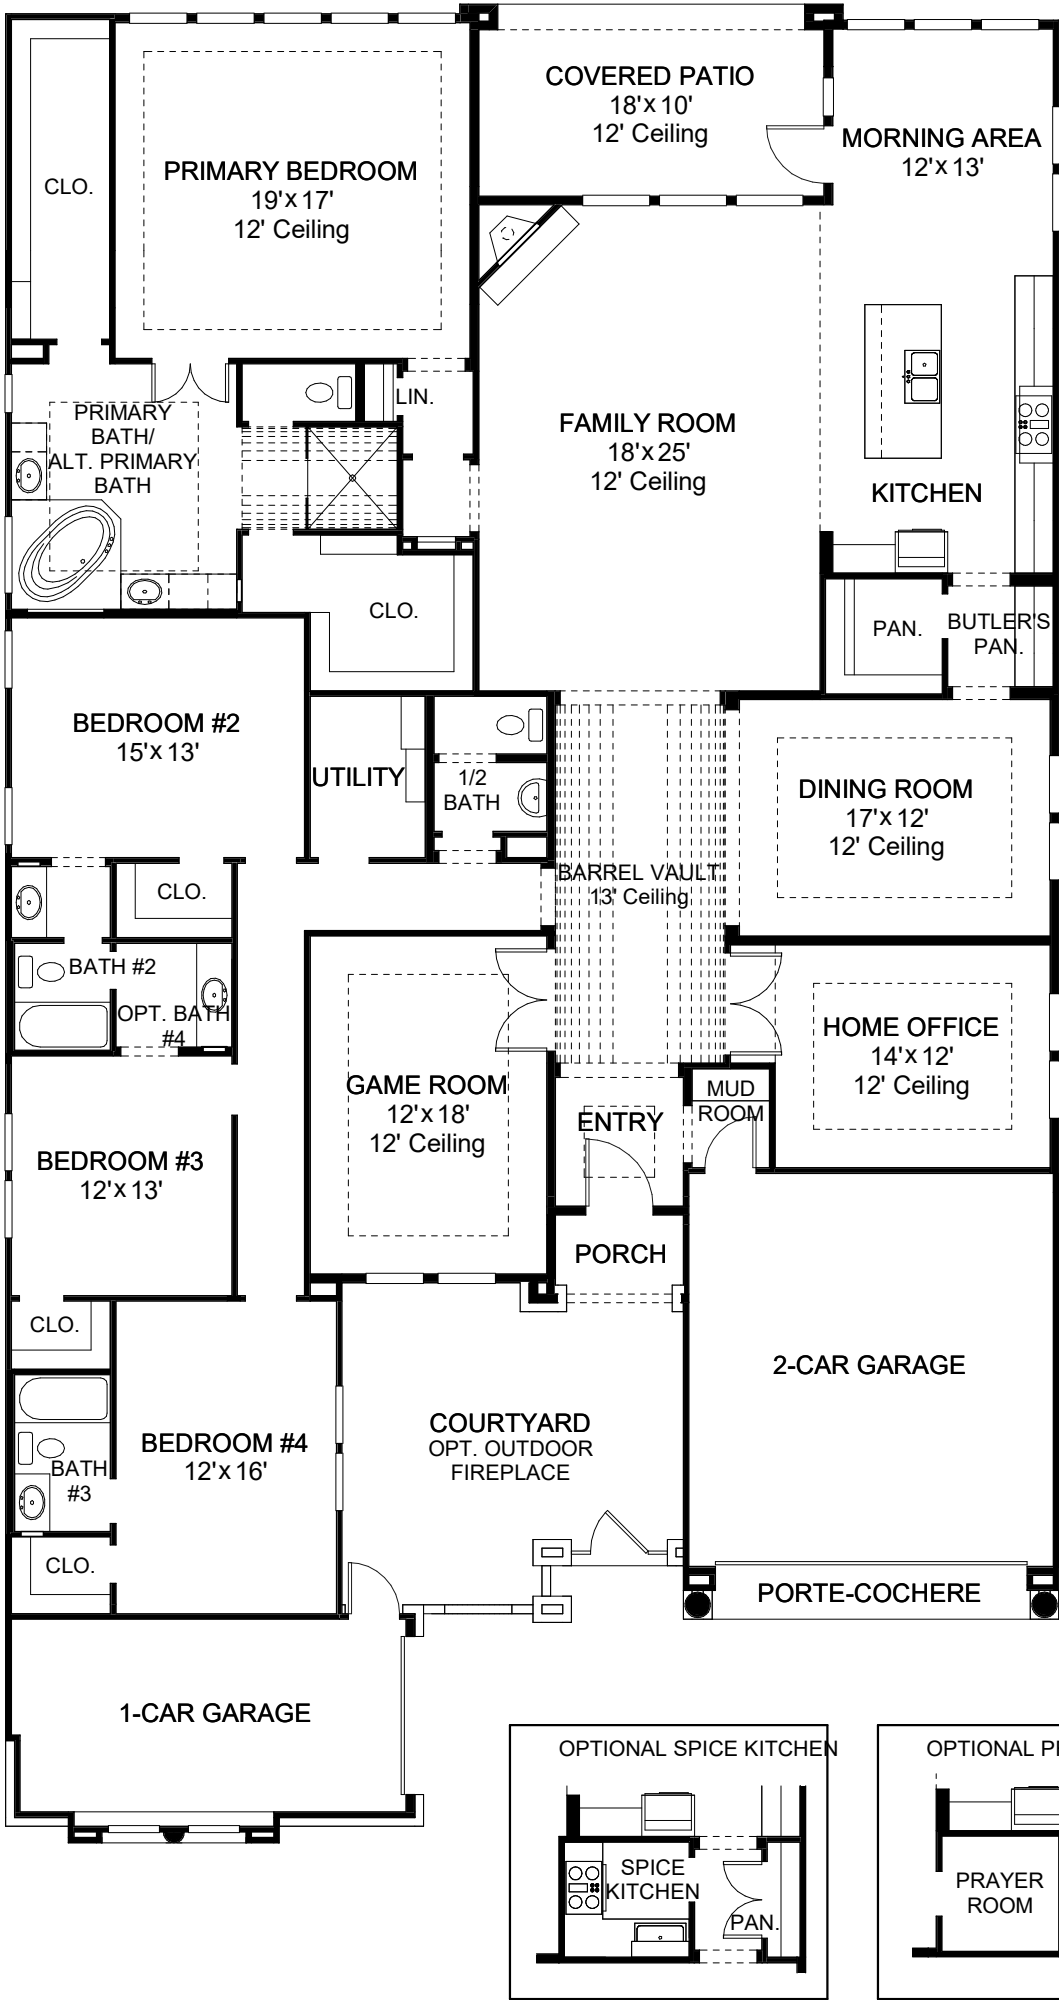 COVERED PATIO
18'x 10'
12' Ceiling
MORNING AREA
12'x 13'
PRIMARY BEDROOM
19'x 17'
12' Ceiling
CLO.
LIN.
PRIMARY
BATH/
ALT. PRIMARY
BATH
FAMILY ROOM
18'x 25'
12' Ceiling
KITCHEN
CLO.
PAN.
BUTLER'S
PAN.
BEDROOM #2
15'x 13'
UTILITY
1/2
BATH
DINING ROOM
17'x 12'
12' Ceiling
BARREL VAULT
13' Ceiling
CLO.
BATH #2
OPT. BATH
#4
HOME OFFICE
14'x 12'
12' Ceiling
GAME ROOM
12'x 18'
12' Ceiling
MUD
ROOM
ENTRY
BEDROOM #3
12'x 13'
PORCH
CLO.
2-CAR GARAGE
COURTYARD
OPT. OUTDOOR
FIREPLACE
BEDROOM #4
12'x 16'
BATH
#3
CLO.
PORTE-COCHERE
1-CAR GARAGE
OPTIONAL SPICE KITCHEN
SPICE
KITCHEN
PAN.
OPTIONAL
PRAYER
ROOM